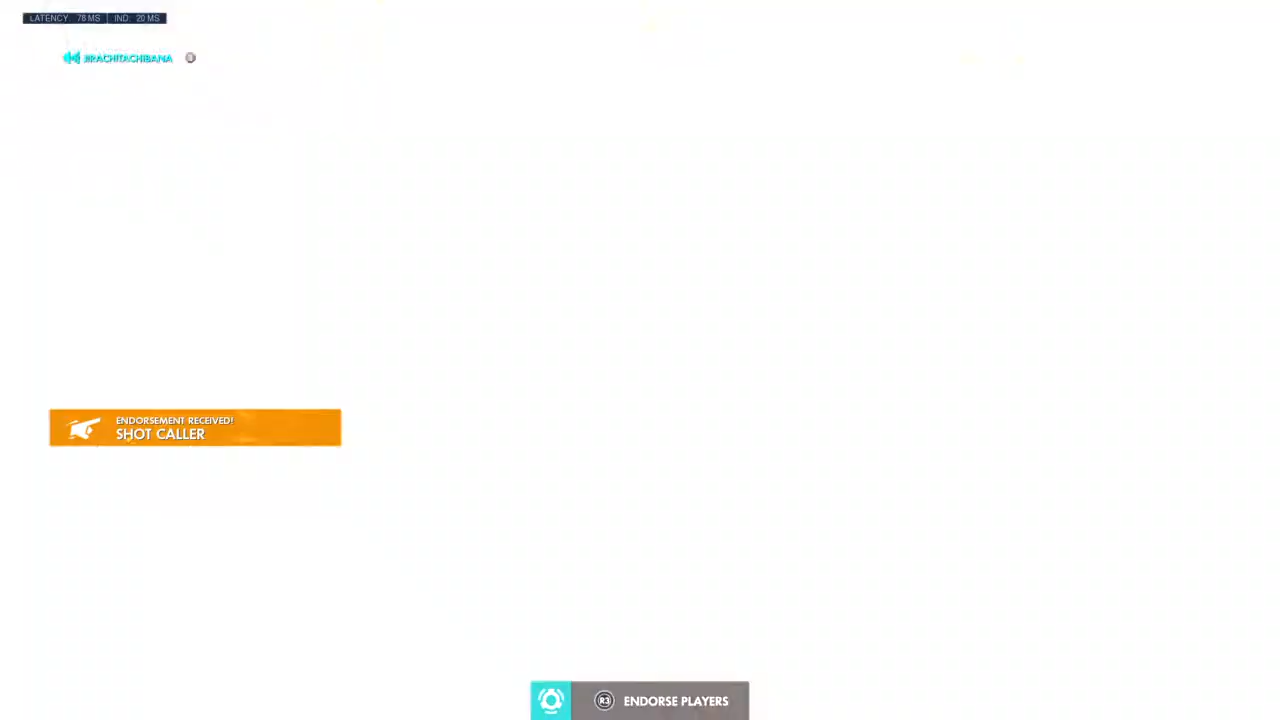 LATENCY: 78 MS IND: 20 MS
JIRACHITACHIBANA
ENDORSEMENT RECEIVED!
SHOT CALLER
R3 ENDORSE PLAYERS